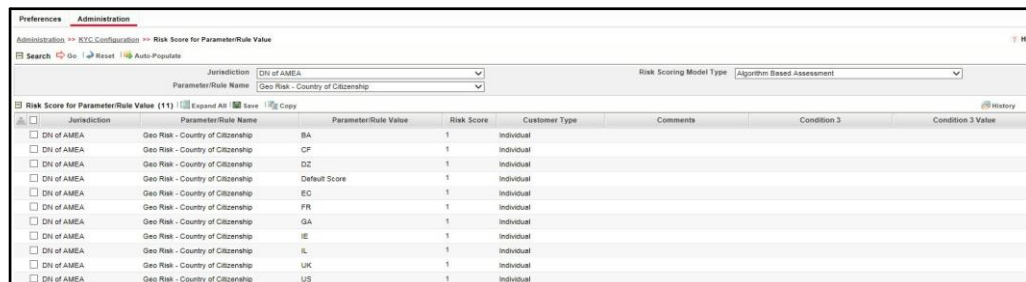 Preferences Administration
Administration >> KYC Configuration >> Risk Score for Parameter/Rule Value ? H
Search Go Reset Auto-Populate
Jurisdiction DN of AMEA Risk Scoring Model Type Algorithm Based Assessment
Parameter/Rule Name Geo Risk - Country of Citizenship
Risk Score for Parameter/Rule Value (11) Expand All Save Copy History
Jurisdiction Parameter/Rule Name Parameter/Rule Value Risk Score Customer Type Comments Condition 3 Condition 3 Value
DN of AMEA Geo Risk - Country of Citizenship BA 1 Individual
DN of AMEA Geo Risk - Country of Citizenship CF 1 Individual
DN of AMEA Geo Risk - Country of Citizenship DZ 1 Individual
DN of AMEA Geo Risk - Country of Citizenship Default Score 1 Individual
DN of AMEA Geo Risk - Country of Citizenship EC 1 Individual
DN of AMEA Geo Risk - Country of Citizenship FR 1 Individual
DN of AMEA Geo Risk - Country of Citizenship GA 1 Individual
DN of AMEA Geo Risk - Country of Citizenship IE 1 Individual
DN of AMEA Geo Risk - Country of Citizenship IL 1 Individual
DN of AMEA Geo Risk - Country of Citizenship UK 1 Individual
DN of AMEA Geo Risk - Country of Citizenship US 1 Individual